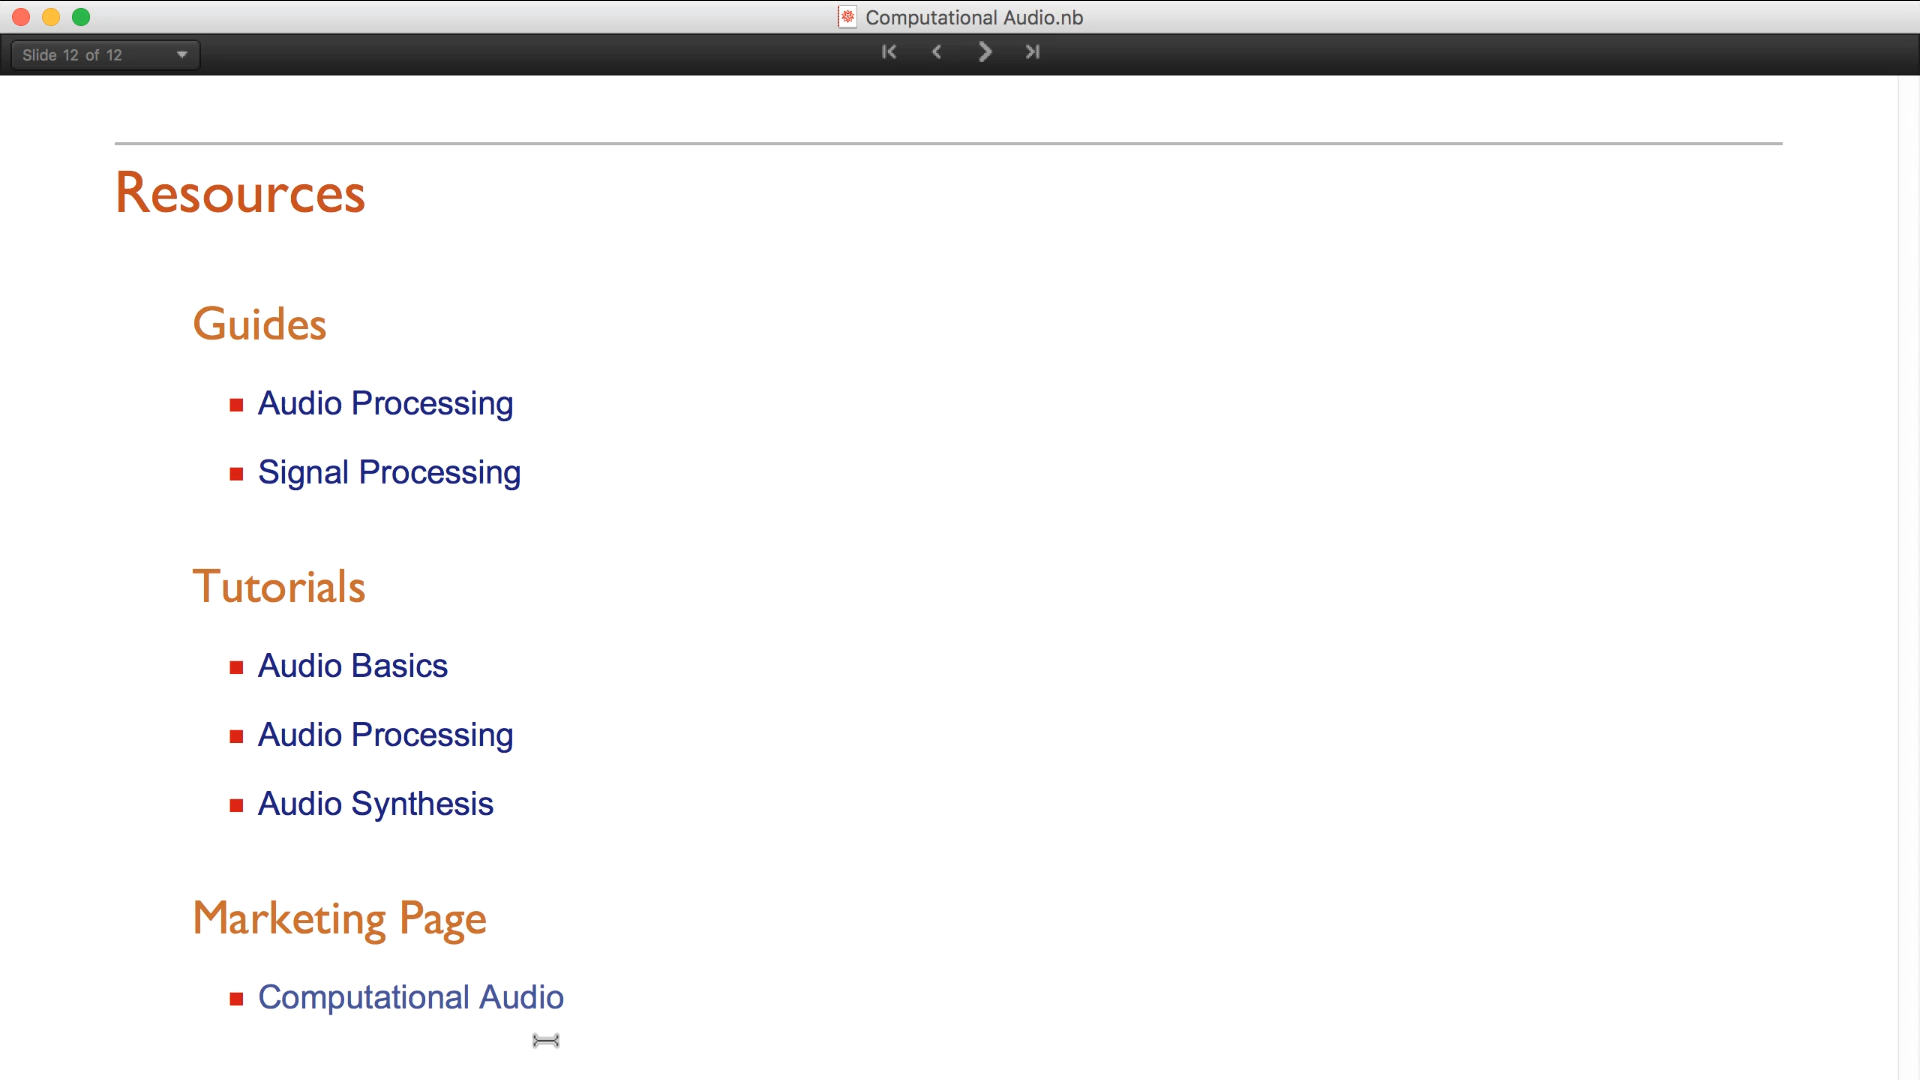 Computational Audio.nb
Slide 12 of 12
Resources
Guides
Audio Processing
Signal Processing
Tutorials
Audio Basics
Audio Processing
Audio Synthesis
Marketing Page
Computational Audio